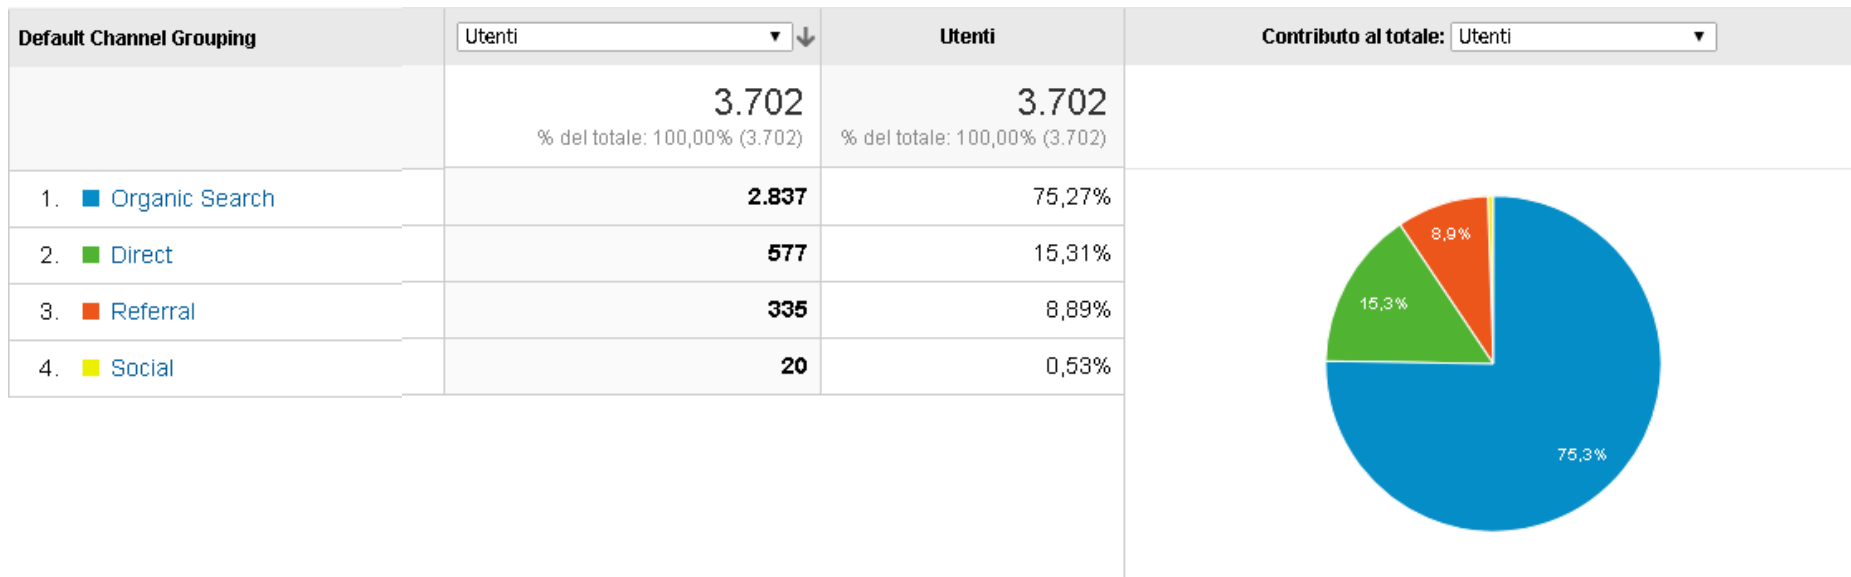 Default Channel Grouping Utenti Utenti Contributo al totale: Utenti
3.702 3.702
% del totale: 100,00% (3.702) % del totale: 100,00% (3.702)
1. Organic Search 2.837 75,27%
2. Direct 577 15,31%
3. Referral 335 8,89%
4. Social 20 0,53%
8,9%
15,3%
75,3%